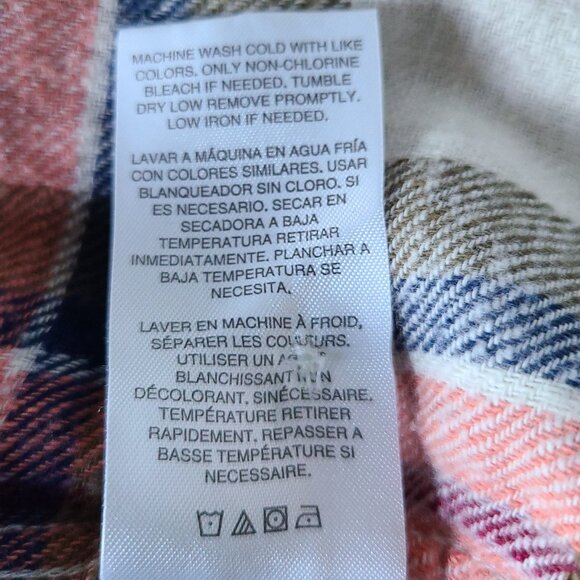 MACHINE WASH COLD WITH LIKE
COLORS. ONLY NON-CHLORINE
BLEACH IF NEEDED. TUMBLE
DRY LOW REMOVE PROMPTLY.
LOW IRON IF NEEDED.
LAVAR A MÁQUINA EN AGUA FRÍA
CON COLORES SIMILARES. USAR
BLANQUEADOR SIN CLORO. SI
ES NECESARIO. SECAR EN
SECADORA A BAJA
TEMPERATURA RETIRAR
INMEDIATAMENTE. PLANCHAR A
BAJA TEMPERATURA SE
NECESITA.
LAVER EN MACHINE À FROID,
SÉPARER LES COULEURS.
UTILISER UN
BLANCHISSANT
DÉCOLORANT. SINÉCESSAIRE.
TEMPÉRATURE RETIRER
RAPIDEMENT. REPASSER A
BASSE TEMPÉRATURE SI
NECESSAIRE.